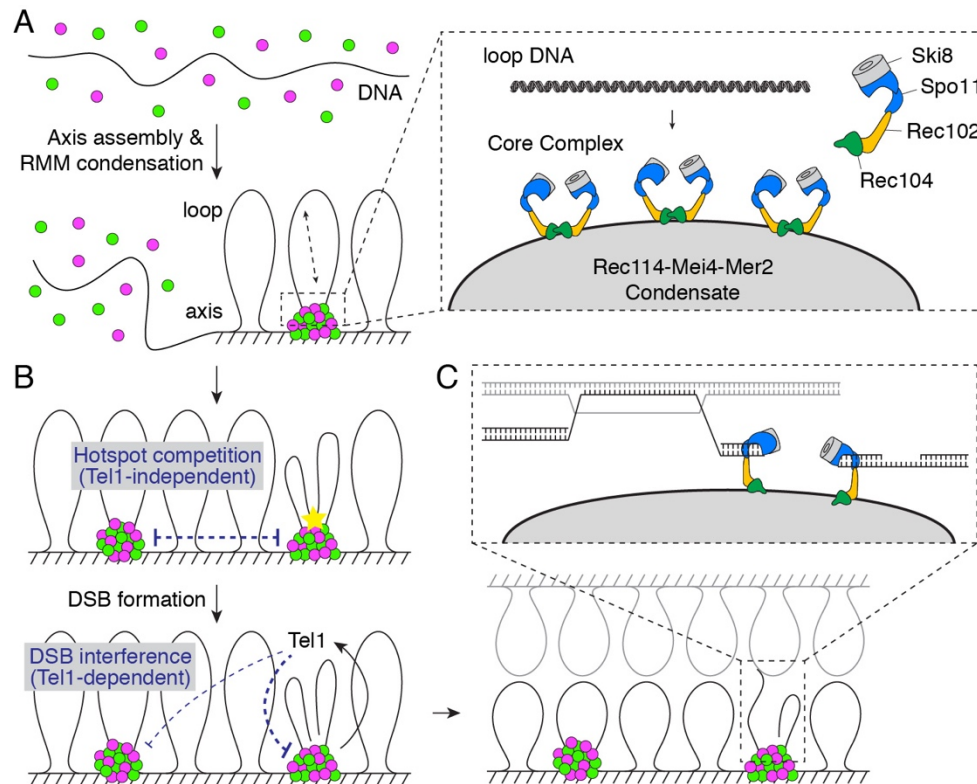 A
DNA
Axis assembly &
RMM condensation
loop
axis
loop DNA
Core Complex
Ski8
Spo11
Rec102
Rec104
Rec114-Mei4-Mer2
Condensate
B
Hotspot competition
(Tel1-independent)
DSB formation
Tel1
DSB interference
(Tel1-dependent)
C